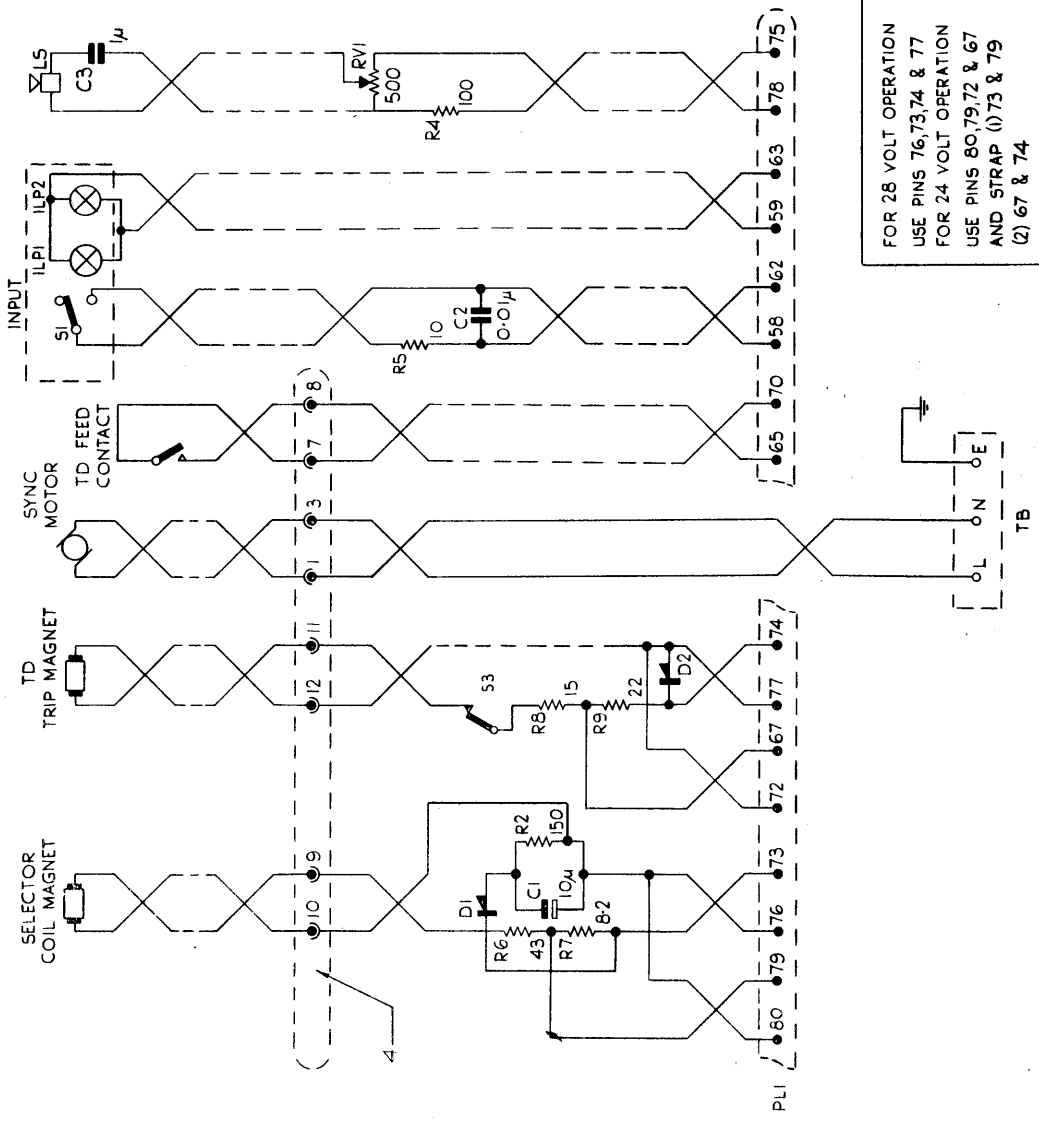 SELECTOR
COIL MAGNET
TD
TRIP MAGNET
SYNC
MOTOR
TD FEED
CONTACT
INPUT
S1
ILP1
ILP2
LS
C3
1µ
10
9
12
11
1
3
7
8
4
D1
R2
150
C1
10µ
R6
43
R7
8·2
S3
R8
15
R9
22
D2
R5
10
C2
0·01µ
RV1
500
R4
100
PL1
80
79
76
73
72
67
77
74
65
70
58
62
59
63
78
75
L
N
E
TB
FOR 28 VOLT OPERATION
USE PINS 76,73,74 & 77
FOR 24 VOLT OPERATION
USE PINS 80,79,72 & 67
AND STRAP (1) 73 & 79
(2) 67 & 74